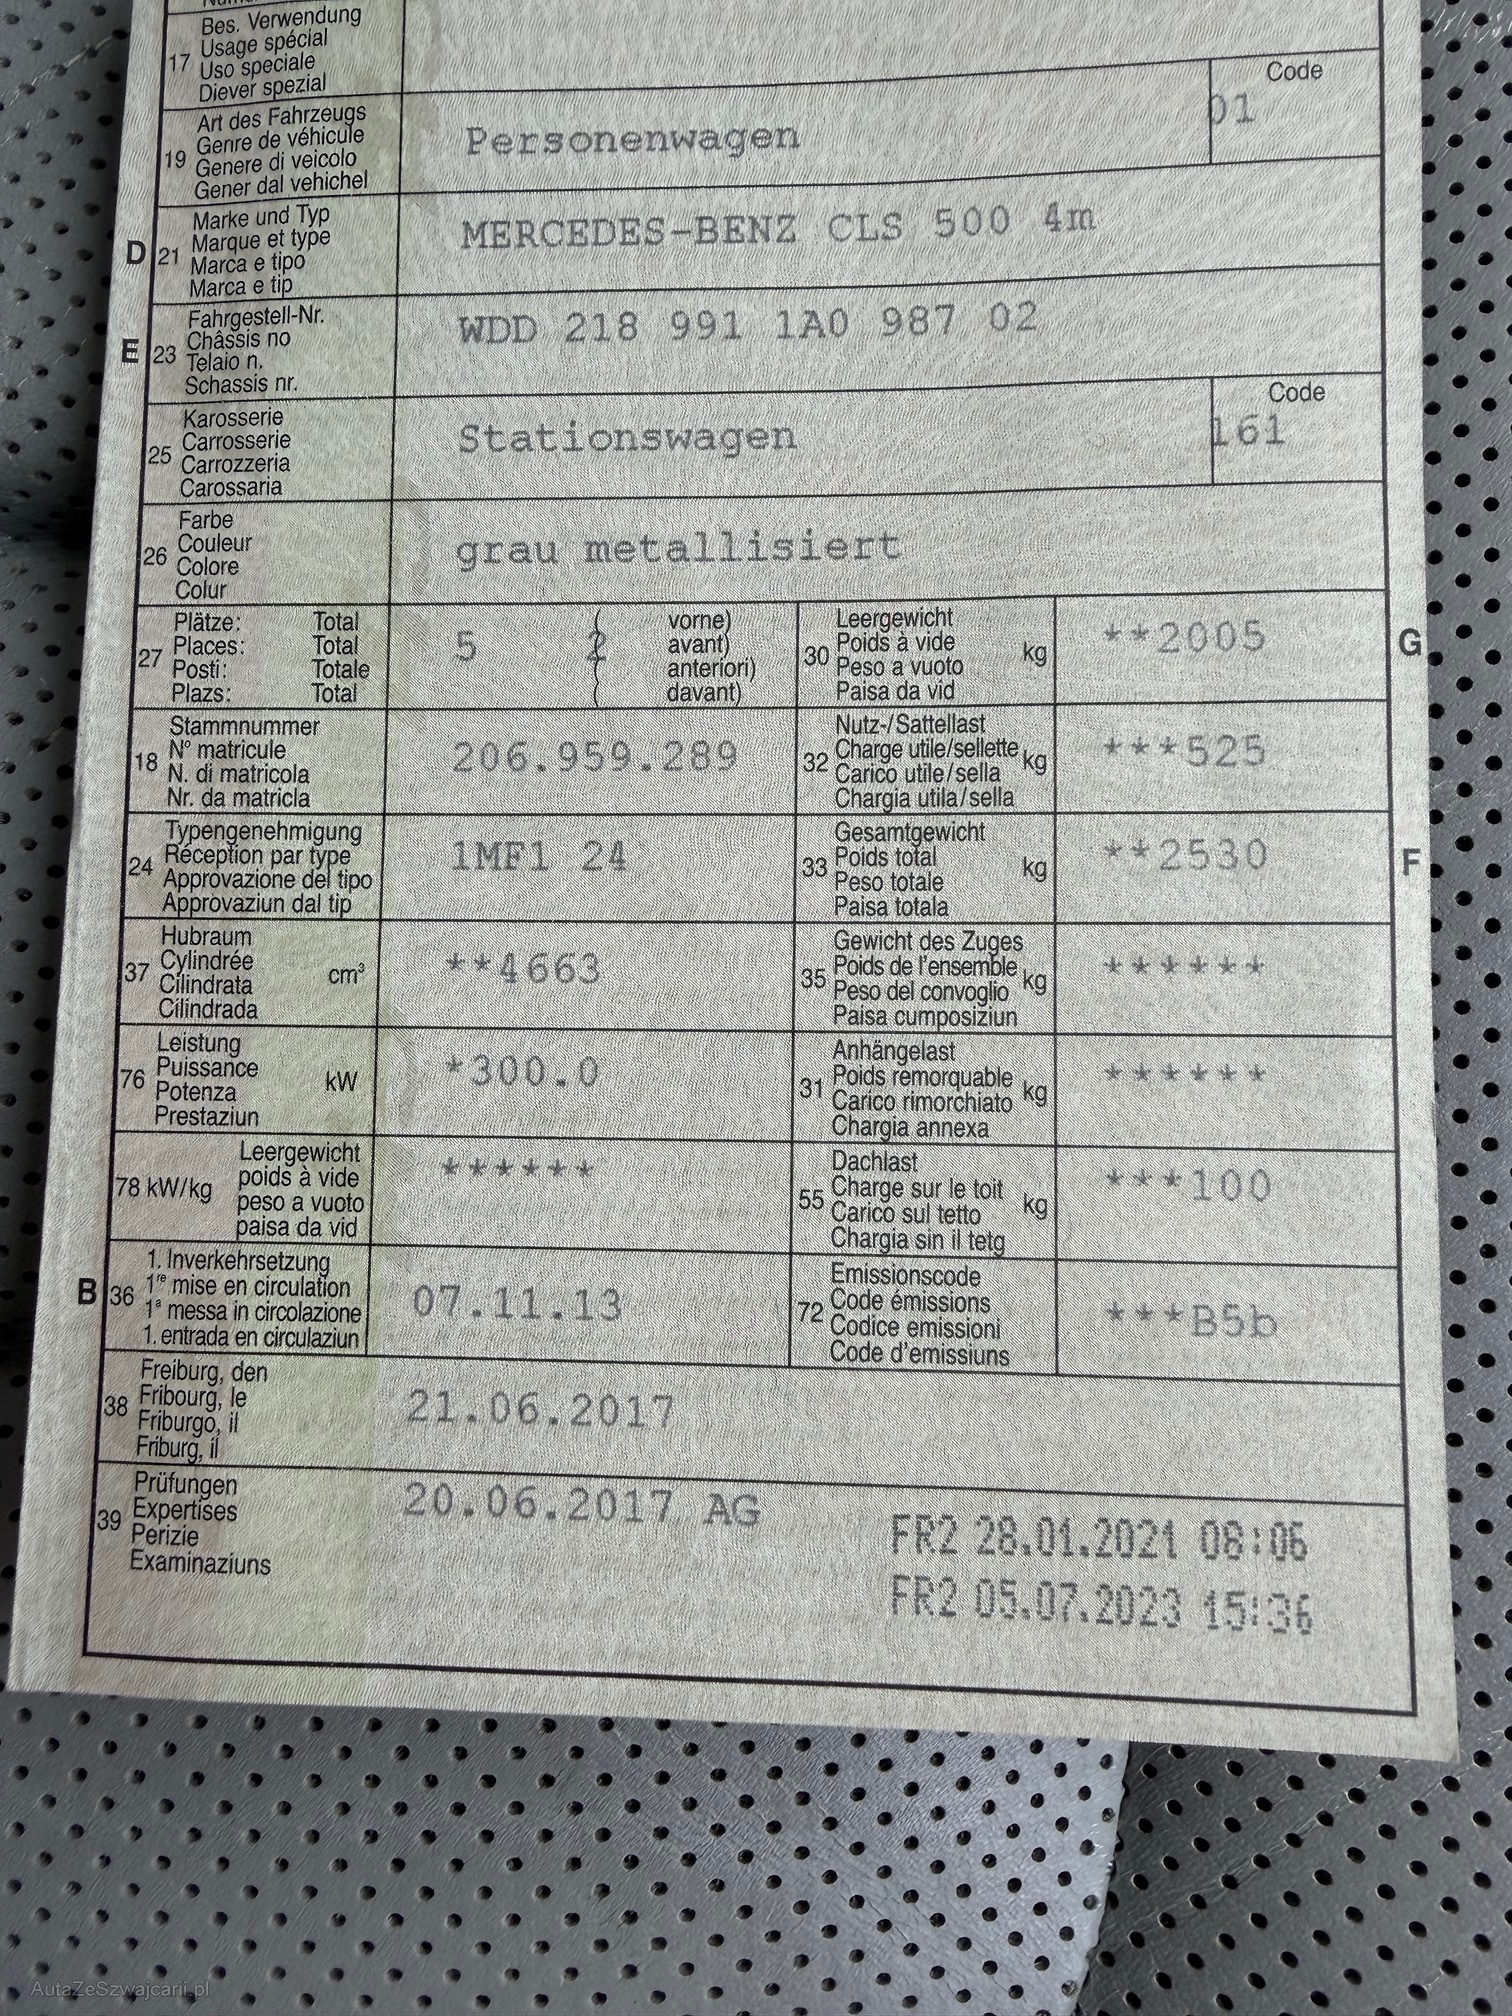 Bes. Verwendung
17 Usage spécial
Uso speciale
Diever spezial
Code
Art des Fahrzeugs
19 Genre de véhicule
Genere di veicolo
Gener dal vehichel
Personenwagen 01
D 21 Marke und Typ
Marque et type
Marca e tipo
Marca e tip
MERCEDES-BENZ CLS 500 4m
E 23 Fahrgestell-Nr.
Châssis no
Telaio n.
Schassis nr.
WDD 218 991 1A0 987 02
Code
25 Karosserie
Carrosserie
Carrozzeria
Carossaria
Stationswagen 161
26 Farbe
Couleur
Colore
Colur
grau metallisiert
27 Plätze: Total
Places: Total
Posti: Totale
Plazs: Total
5 2
( vorne)
avant)
anteriori)
( davant)
30 Leergewicht
Poids à vide
Peso a vuoto
Paisa da vid
kg **2005 G
18 Stammnummer
N° matricule
N. di matricola
Nr. da matricla
206.959.289
32 Nutz-/Sattellast
Charge utile/sellette
Carico utile/sella
Chargia utila/sella
kg ***525
24 Typengenehmigung
Réception par type
Approvazione del tipo
Approvaziun dal tip
1MF1 24
33 Gesamtgewicht
Poids total
Peso totale
Paisa totala
kg **2530 F
37 Hubraum
Cylindrée
Cilindrata
Cilindrada
cm³ **4663
35 Gewicht des Zuges
Poids de l'ensemble
Peso del convoglio
Paisa cumposiziun
kg ******
76 Leistung
Puissance
Potenza
Prestaziun
kW *300.0
31 Anhängelast
Poids remorquable
Carico rimorchiato
Chargia annexa
kg ******
78 kW/kg Leergewicht
poids à vide
peso a vuoto
paisa da vid
******
55 Dachlast
Charge sur le toit
Carico sul tetto
Chargia sin il tetg
kg ***100
B 36 1. Inverkehrsetzung
1re mise en circulation
1a messa in circolazione
1. entrada en circulaziun
07.11.13
72 Emissionscode
Code émissions
Codice emissioni
Code d'emissiuns
***B5b
38 Freiburg, den
Fribourg, le
Friburgo, il
Friburg, il
21.06.2017
39 Prüfungen
Expertises
Perizie
Examinaziuns
20.06.2017 AG
FR2 28.01.2021 08:06
FR2 05.07.2023 15:36
AutaZeSzwajcarii.pl